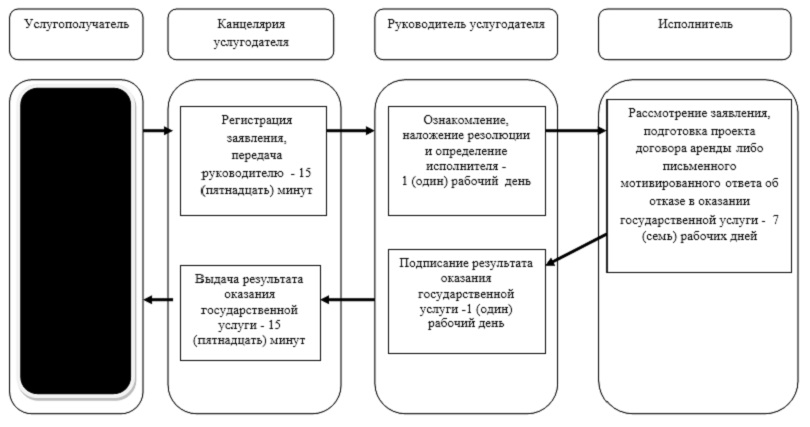 Услугополучатель
Канцелярия
услугодателя
Руководитель услугодателя
Исполнитель
Регистрация
заявления,
передача
руководителю - 15
(пятнадцать) минут
Ознакомление,
наложение резолюции
и определение
исполнителя -
1 (один) рабочий день
Рассмотрение заявления,
подготовка проекта
договора аренды либо
письменного
мотивированного ответа об
отказе в оказании
государственной услуги - 7
(семь) рабочих дней
Выдача результата
оказания
государственной
услуги - 15
(пятнадцать) минут
Подписание результата
оказания
государственной
услуги -1 (один)
рабочий день